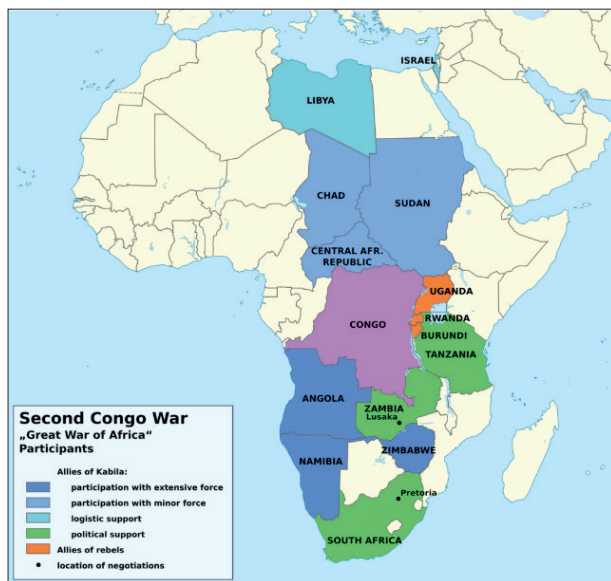 ISRAEL
LIBYA
CHAD
SUDAN
CENTRAL AFR.
REPUBLIC
UGANDA
CONGO
RWANDA
BURUNDI
TANZANIA
ANGOLA
ZAMBIA
Lusaka
ZIMBABWE
NAMIBIA
Pretoria
SOUTH AFRICA
Second Congo War
„Great War of Africa“
Participants
Allies of Kabila:
participation with extensive force
participation with minor force
logistic support
political support
Allies of rebels
location of negotiations